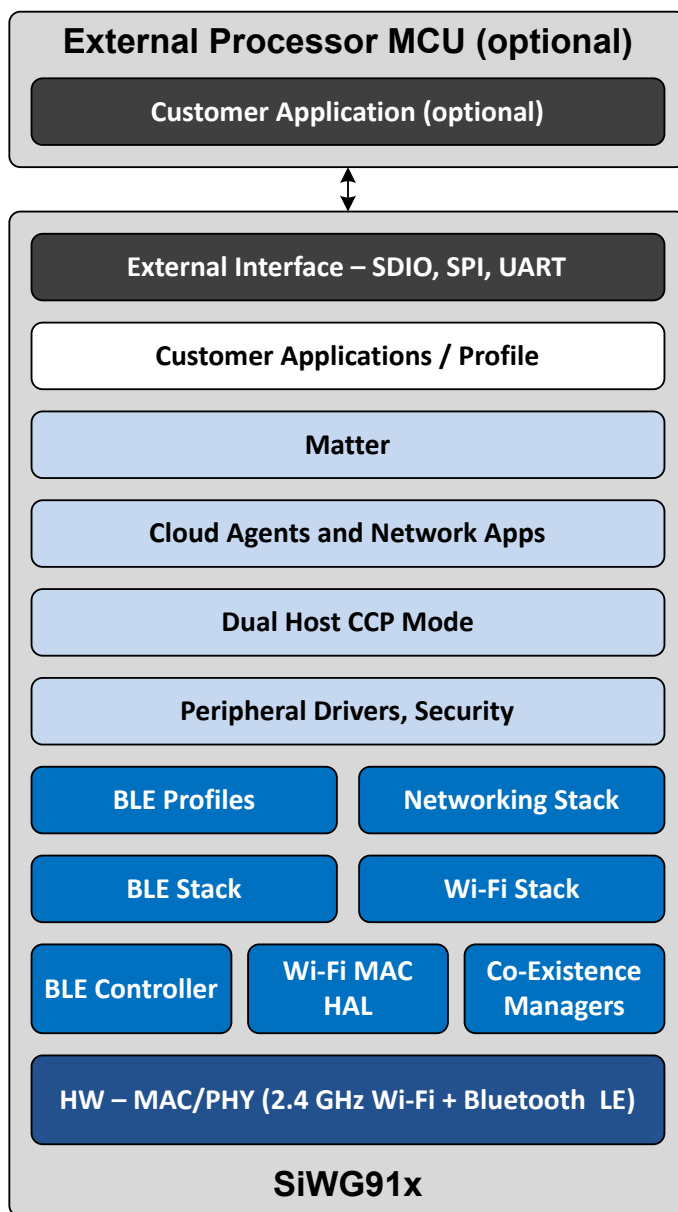 External Processor MCU (optional)
Customer Application (optional)
External Interface – SDIO, SPI, UART
Customer Applications / Profile
Matter
Cloud Agents and Network Apps
Dual Host CCP Mode
Peripheral Drivers, Security
BLE Profiles
Networking Stack
BLE Stack
Wi-Fi Stack
BLE Controller
Wi-Fi MAC
HAL
Co-Existence
Managers
HW – MAC/PHY (2.4 GHz Wi-Fi + Bluetooth LE)
SiWG91x